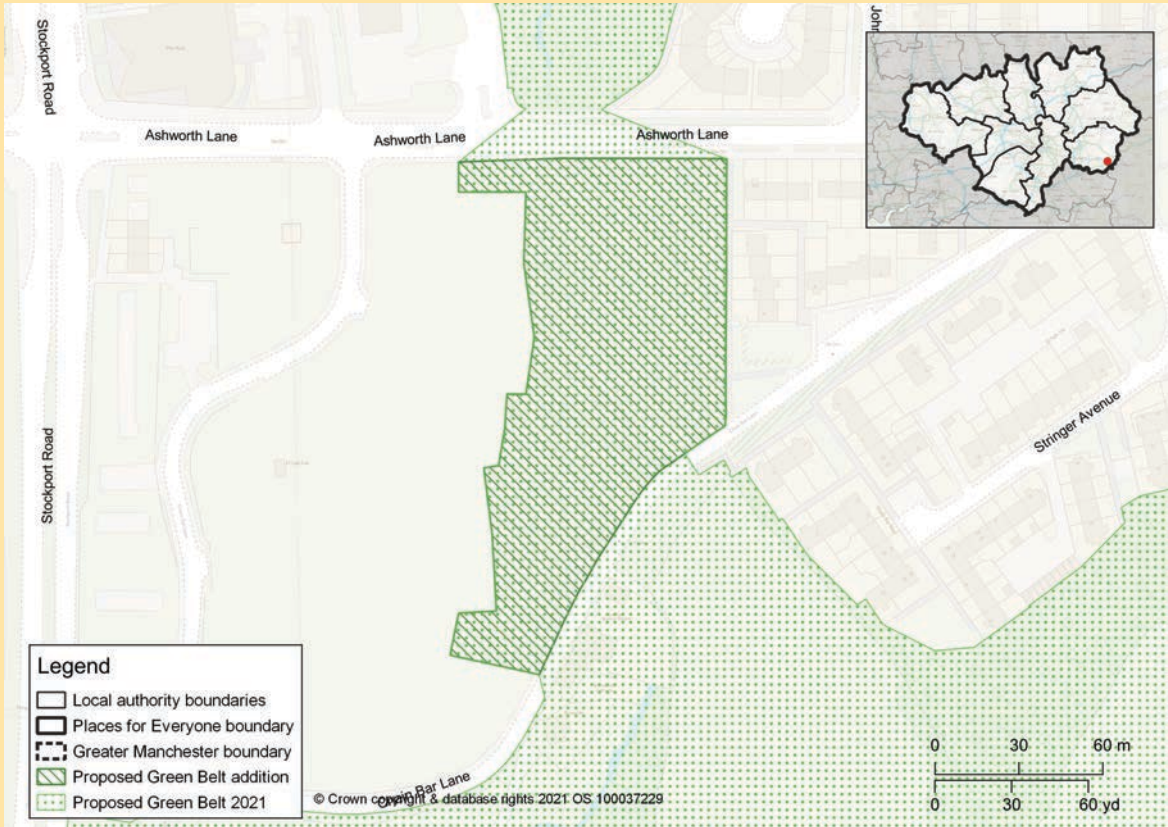 Stockport Road
John
Ashworth Lane
Ashworth Lane
Ashworth Lane
Stringer Avenue
Stockport Road
Legend
Local authority boundaries
Places for Everyone boundary
Greater Manchester boundary
Proposed Green Belt addition
Proposed Green Belt 2021
Chain Bar Lane
© Crown copyright & database rights 2021 OS 100037229
0 30 60 m
0 30 60 yd